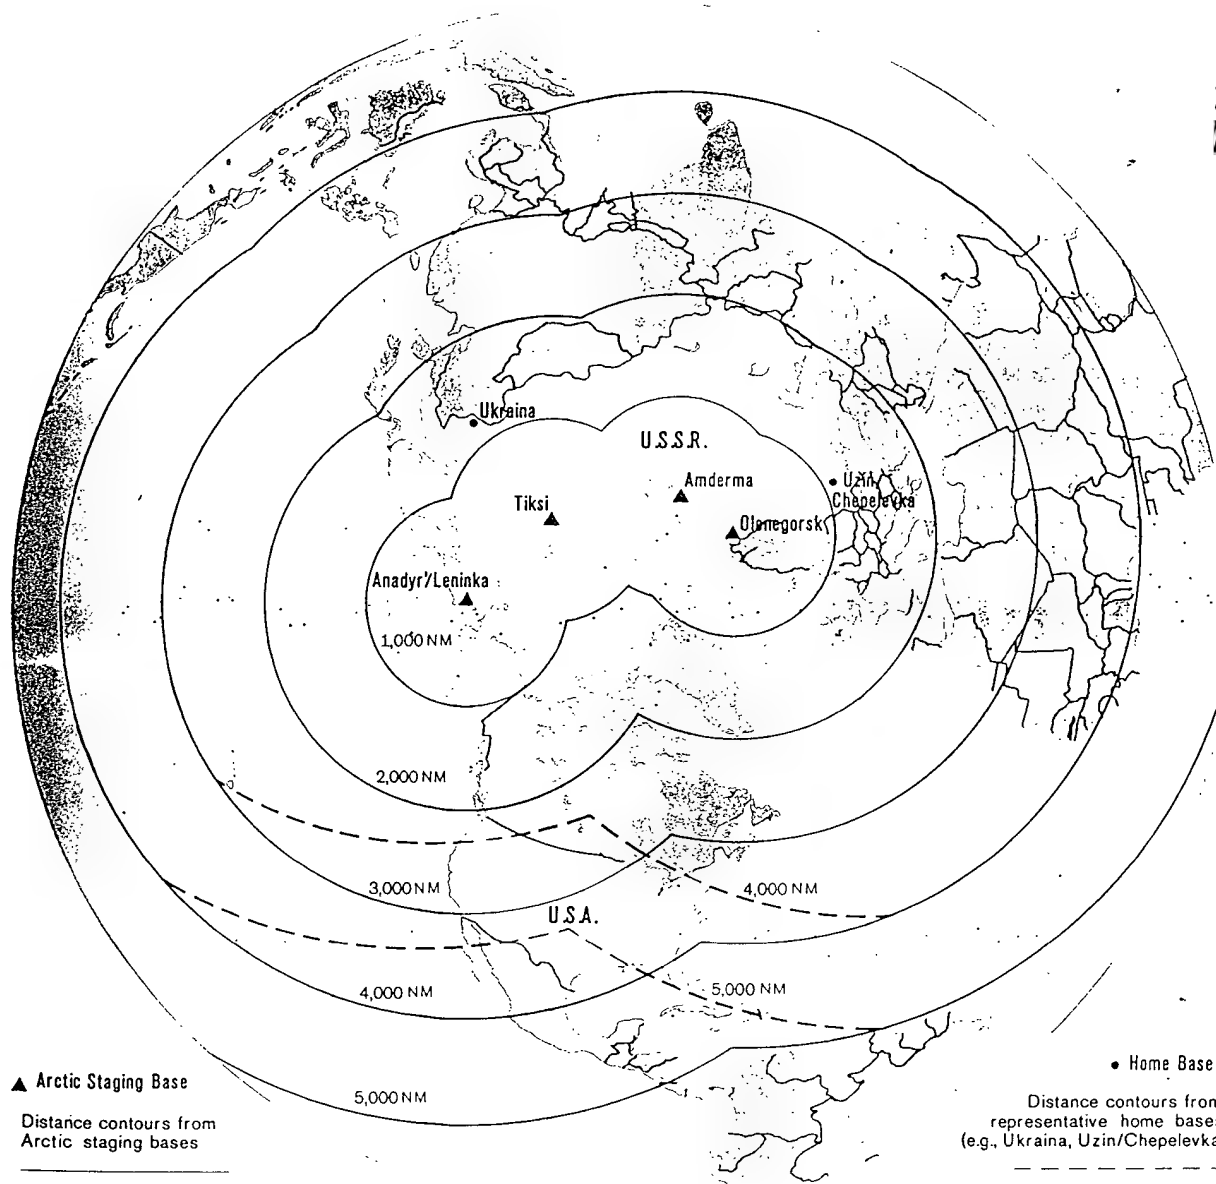 Ukraina
U.S.S.R.
Amderma
Užin/
Chepelevka
Tiksi
Olenegorsk
Anadyr'/Leninka
1,000 NM
2,000 NM
3,000 NM
4,000 NM
U.S.A.
4,000 NM
5,000 NM
5,000 NM
▲ Arctic Staging Base
Distance contours from
Arctic staging bases
• Home Base
Distance contours from
representative home bases
(e.g., Ukraina, Uzin/Chepelevka